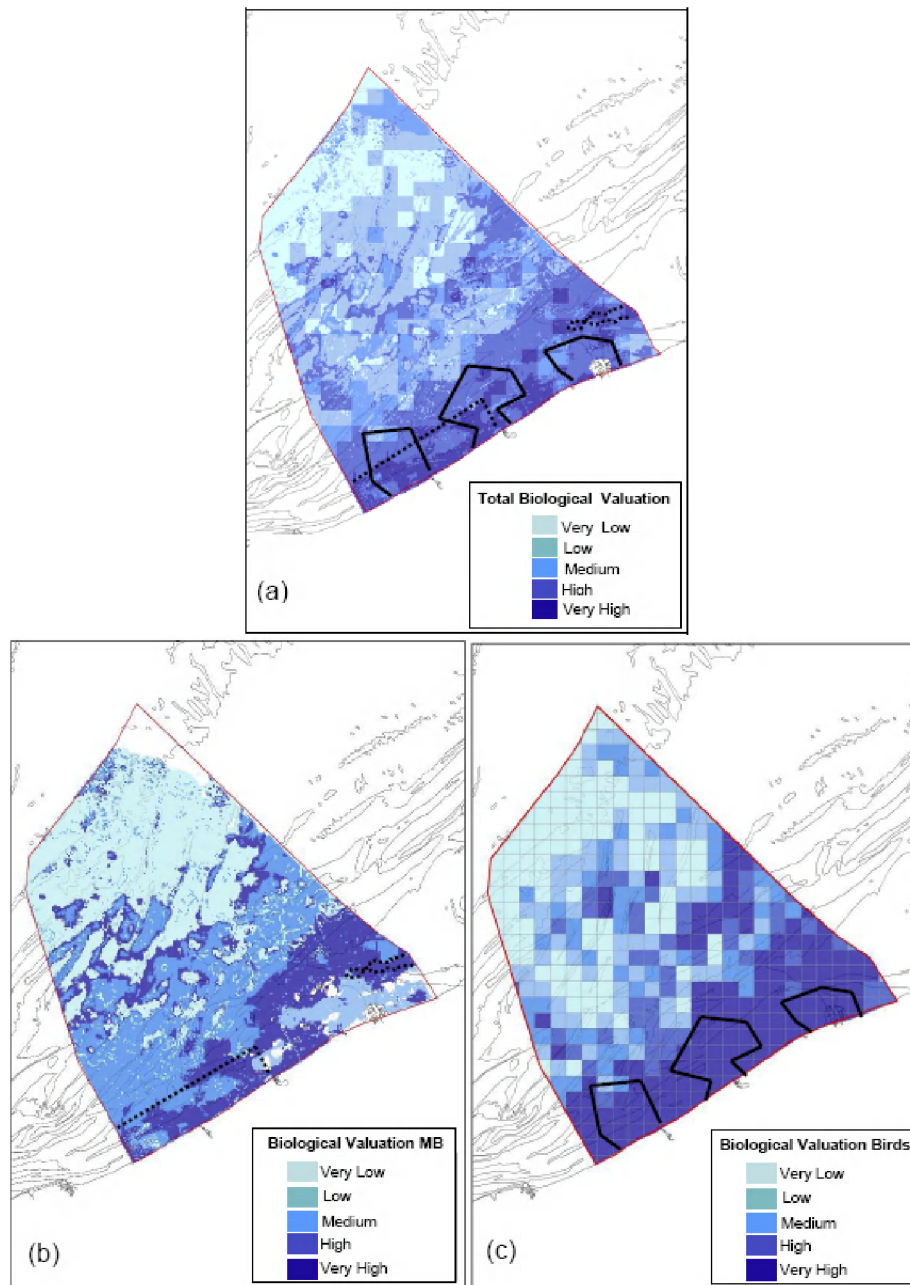 Total Biological Valuation
Very Low
Low
Medium
High
Very High
(a)
Biological Valuation MB
Very Low
Low
Medium
High
Very High
(b)
Biological Valuation Birds
Very Low
Low
Medium
High
Very High
(c)